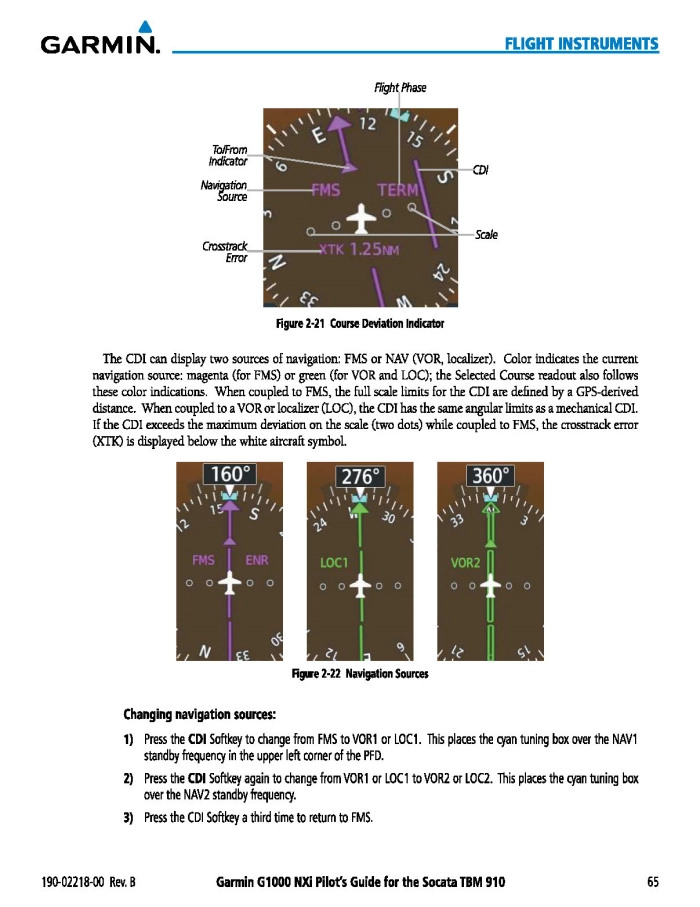 GARMIN.
FLIGHT INSTRUMENTS
Flight Phase
To/From
Indicator
Navigation
Source
Crosstrack
Error
CDI
Scale
E
12
15
S
6
3
N
33
24
W
FMS
TERM
XTK 1.25NM
Figure 2-21 Course Deviation Indicator
The CDI can display two sources of navigation: FMS or NAV (VOR, localizer). Color indicates the current
navigation source: magenta (for FMS) or green (for VOR and LOC); the Selected Course readout also follows
these color indications. When coupled to FMS, the full scale limits for the CDI are defined by a GPS-derived
distance. When coupled to a VOR or localizer (LOC), the CDI has the same angular limits as a mechanical CDI.
If the CDI exceeds the maximum deviation on the scale (two dots) while coupled to FMS, the crosstrack error
(XTK) is displayed below the white aircraft symbol.
160°
12
15
S
FMS ENR
N
33
30
276°
24
W
30
LOC1
12
E
6
360°
33
N
3
VOR2
21
15
Figure 2-22 Navigation Sources
Changing navigation sources:
1) Press the CDI Softkey to change from FMS to VOR1 or LOC1. This places the cyan tuning box over the NAV1
standby frequency in the upper left corner of the PFD.
2) Press the CDI Softkey again to change from VOR1 or LOC1 to VOR2 or LOC2. This places the cyan tuning box
over the NAV2 standby frequency.
3) Press the CDI Softkey a third time to return to FMS.
190-02218-00 Rev. B
Garmin G1000 NXi Pilot's Guide for the Socata TBM 910
65